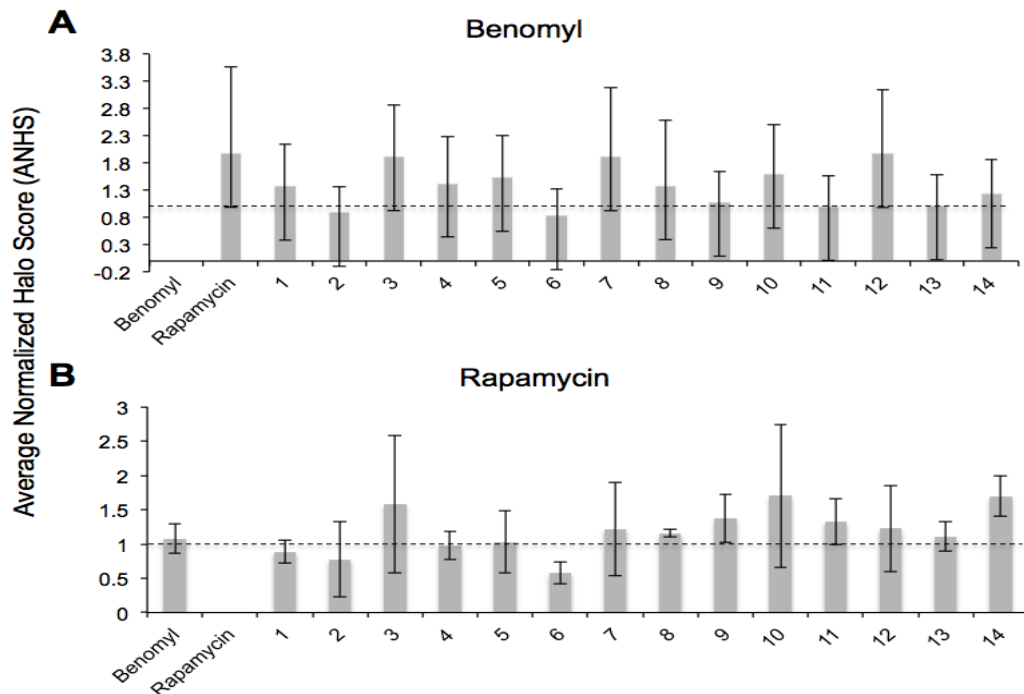 A
Benomyl
Average Normalized Halo Score (ANHS)
3.8
3.3
2.8
2.3
1.8
1.3
0.8
0.3
-0.2
Benomyl Rapamycin 1 2 3 4 5 6 7 8 9 10 11 12 13 14
B
Rapamycin
3
2.5
2
1.5
1
0.5
0
Benomyl Rapamycin 1 2 3 4 5 6 7 8 9 10 11 12 13 14